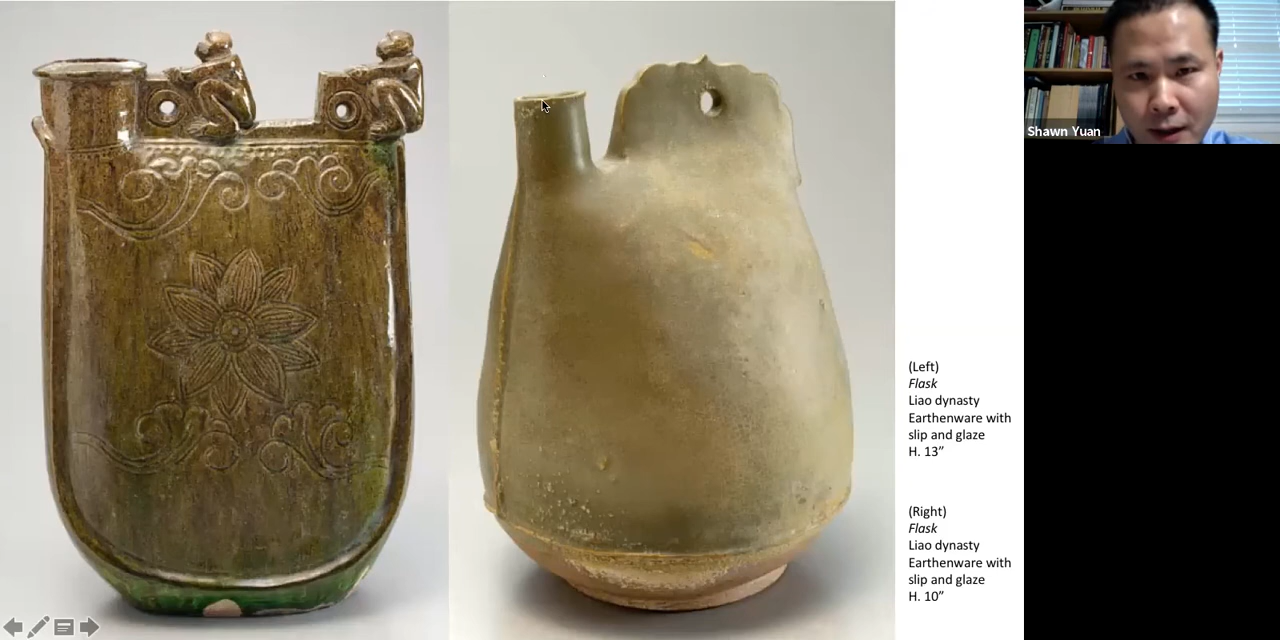 Shawn Yuan
(Left)
Flask
Liao dynasty
Earthenware with
slip and glaze
H. 13”
(Right)
Flask
Liao dynasty
Earthenware with
slip and glaze
H. 10”